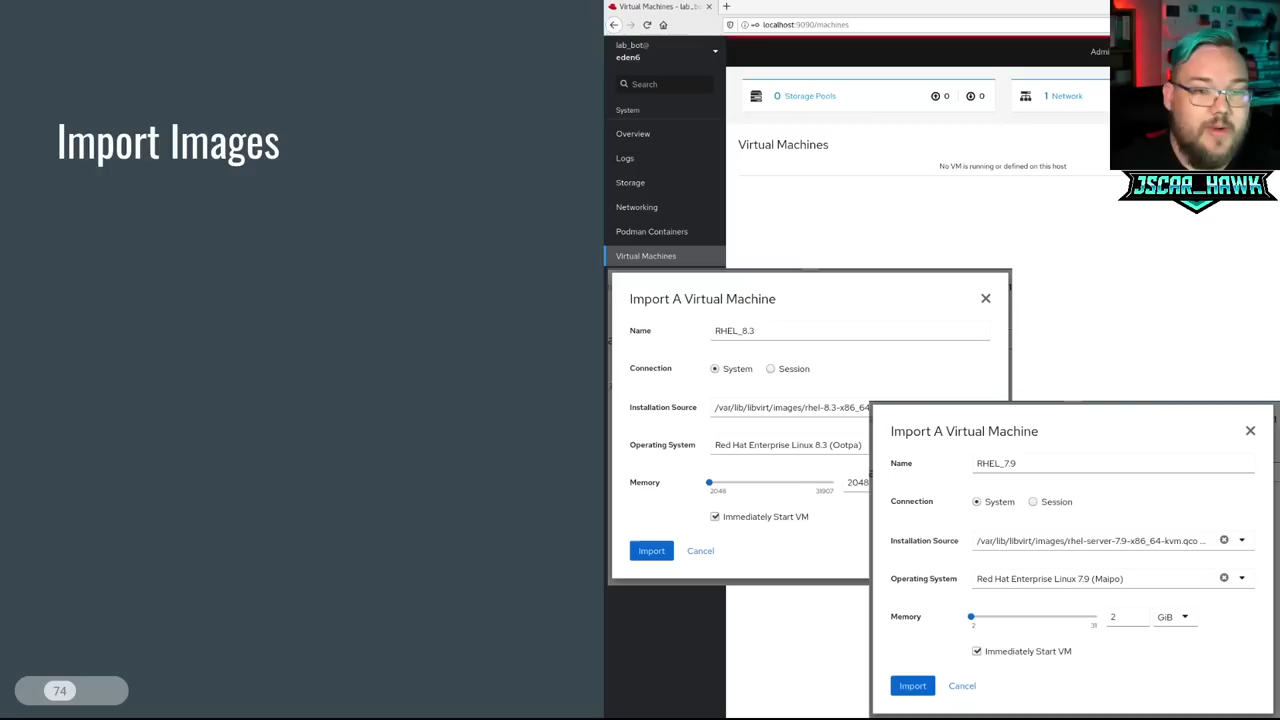 Import Images
74
Virtual Machines - lab_bo
localhost:9090/machines
lab_bot@
eden6
Search
System
Overview
Logs
Storage
Networking
Podman Containers
Virtual Machines
Admi
0 Storage Pools
0
0
1 Network
Virtual Machines
No VM is running or defined on this host
JSCAR_HAWK
Import A Virtual Machine
Name
RHEL_8.3
Connection
System
Session
Installation Source
/var/lib/libvirt/images/rhel-8.3-x86_64
Operating System
Red Hat Enterprise Linux 8.3 (Ootpa)
Memory
2048
31907
2048
Immediately Start VM
Import
Cancel
Import A Virtual Machine
Name
RHEL_7.9
Connection
System
Session
Installation Source
/var/lib/libvirt/images/rhel-server-7.9-x86_64-kvm.qco ...
Operating System
Red Hat Enterprise Linux 7.9 (Maipo)
Memory
2
31
2
GiB
Immediately Start VM
Import
Cancel